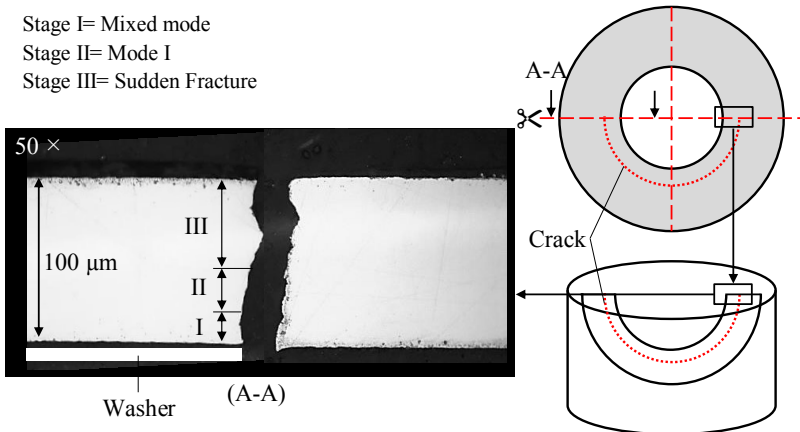 Stage I= Mixed mode
Stage II= Mode I
Stage III= Sudden Fracture
A-A
50 ×
III
100 μm
II
I
Crack
Washer
(A-A)